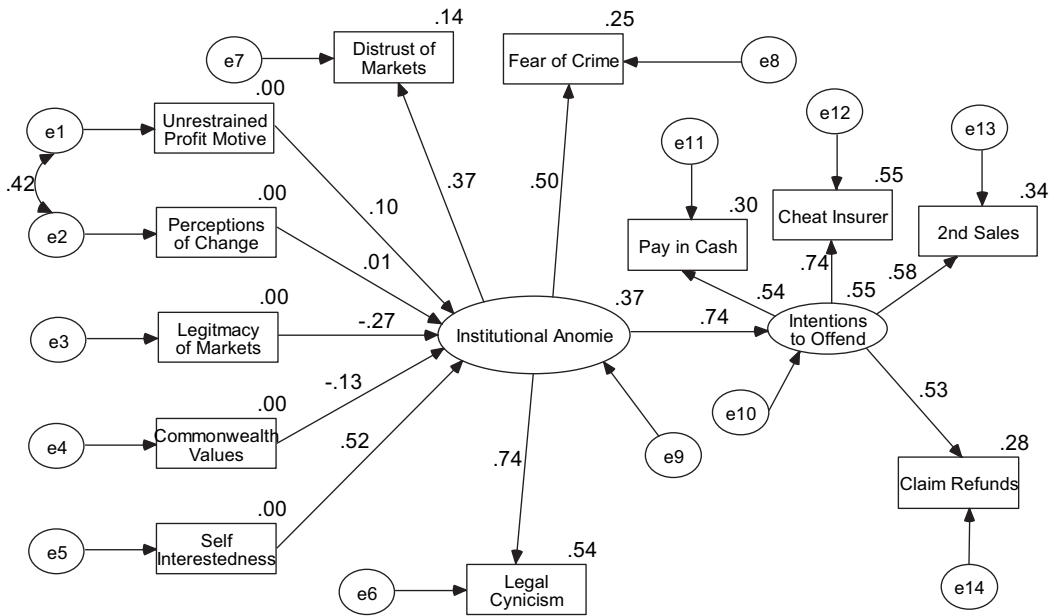 .14
e7
Distrust of
Markets
.25
Fear of Crime
e8
.00
e1
Unrestrained
Profit Motive
.42
.37
.50
.10
e11
e12
e13
.00
e2
Perceptions
of Change
.01
.30
Pay in Cash
.55
Cheat Insurer
.34
2nd Sales
.74
.58
.54
.55
.00
e3
Legitmacy
of Markets
-.27
.37
Institutional Anomie
.74
Intentions
to Offend
-.13
.53
.00
e4
Commonwealth
Values
.52
.74
e9
e10
.28
Claim Refunds
.00
e5
Self
Interestedness
.54
e6
Legal
Cynicism
e14